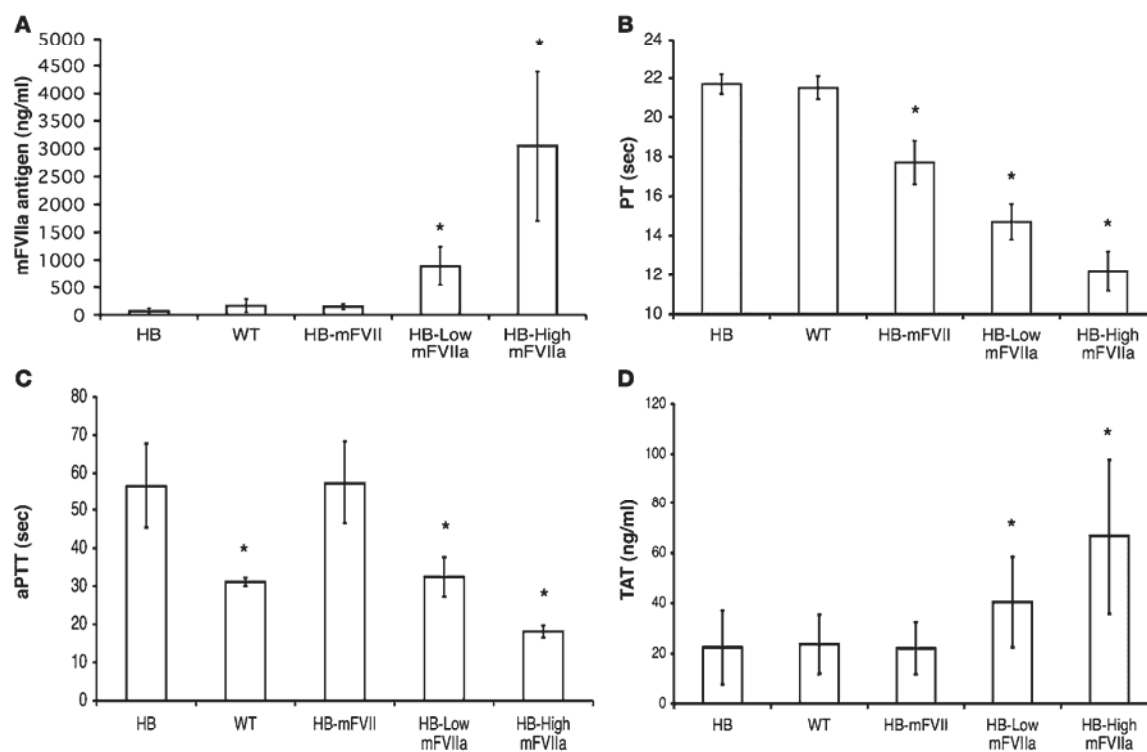 A
mFVIIa antigen (ng/ml)
5000
4500
4000
3500
3000
2500
2000
1500
1000
500
0
*
*
HB
WT
HB-mFVII
HB-Low
mFVIIa
HB-High
mFVIIa
B
PT (sec)
24
22
20
18
16
14
12
10
*
*
*
HB
WT
HB-mFVII
HB-Low
mFVIIa
HB-High
mFVIIa
C
aPTT (sec)
80
70
60
50
40
30
20
10
0
*
*
*
HB
WT
HB-mFVII
HB-Low
mFVIIa
HB-High
mFVIIa
D
TAT (ng/ml)
120
100
80
60
40
20
0
*
*
HB
WT
HB-mFVII
HB-Low
mFVIIa
HB-High
mFVIIa